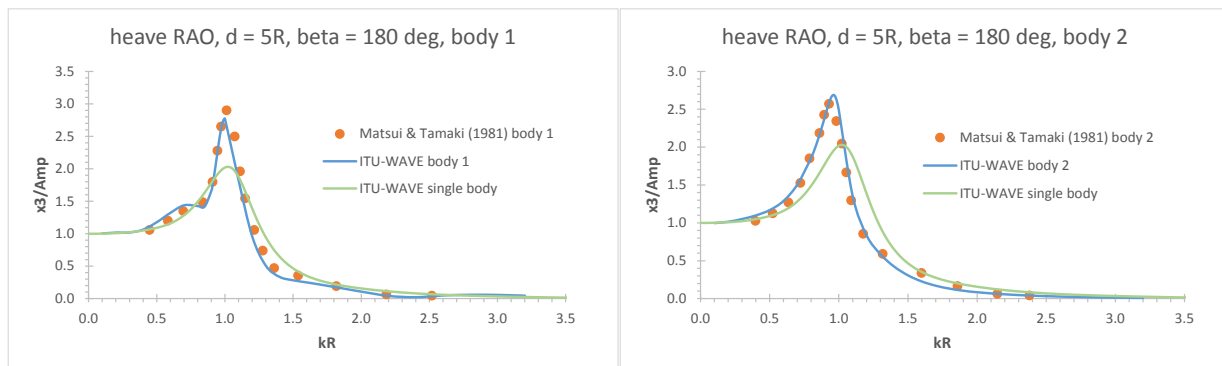 heave RAO, d = 5R, beta = 180 deg, body 1
3.5
3.0
2.5
2.0
1.5
1.0
0.5
0.0
x3/Amp
Matsui & Tamaki (1981) body 1
ITU-WAVE body 1
ITU-WAVE single body
0.0 0.5 1.0 1.5 2.0 2.5 3.0 3.5
kR
heave RAO, d = 5R, beta = 180 deg, body 2
3.0
2.5
2.0
1.5
1.0
0.5
0.0
x3/Amp
Matsui & Tamaki (1981) body 2
ITU-WAVE body 2
ITU-WAVE single body
0.0 0.5 1.0 1.5 2.0 2.5 3.0 3.5
kR